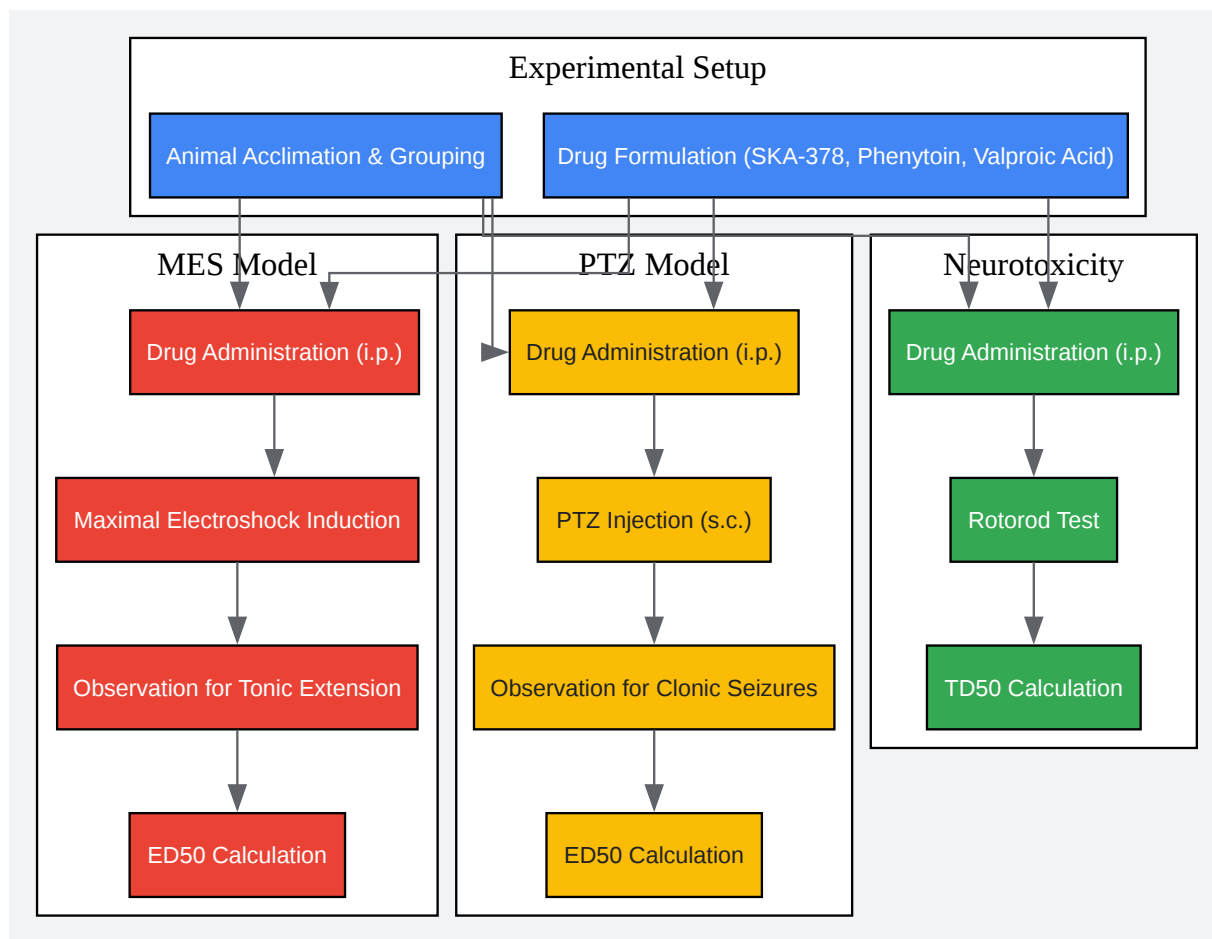 Experimental Setup
Animal Acclimation & Grouping
Drug Formulation (SKA-378, Phenytoin, Valproic Acid)
MES Model
Drug Administration (i.p.)
Maximal Electroshock Induction
Observation for Tonic Extension
ED50 Calculation
PTZ Model
Drug Administration (i.p.)
PTZ Injection (s.c.)
Observation for Clonic Seizures
ED50 Calculation
Neurotoxicity
Drug Administration (i.p.)
Rotorod Test
TD50 Calculation